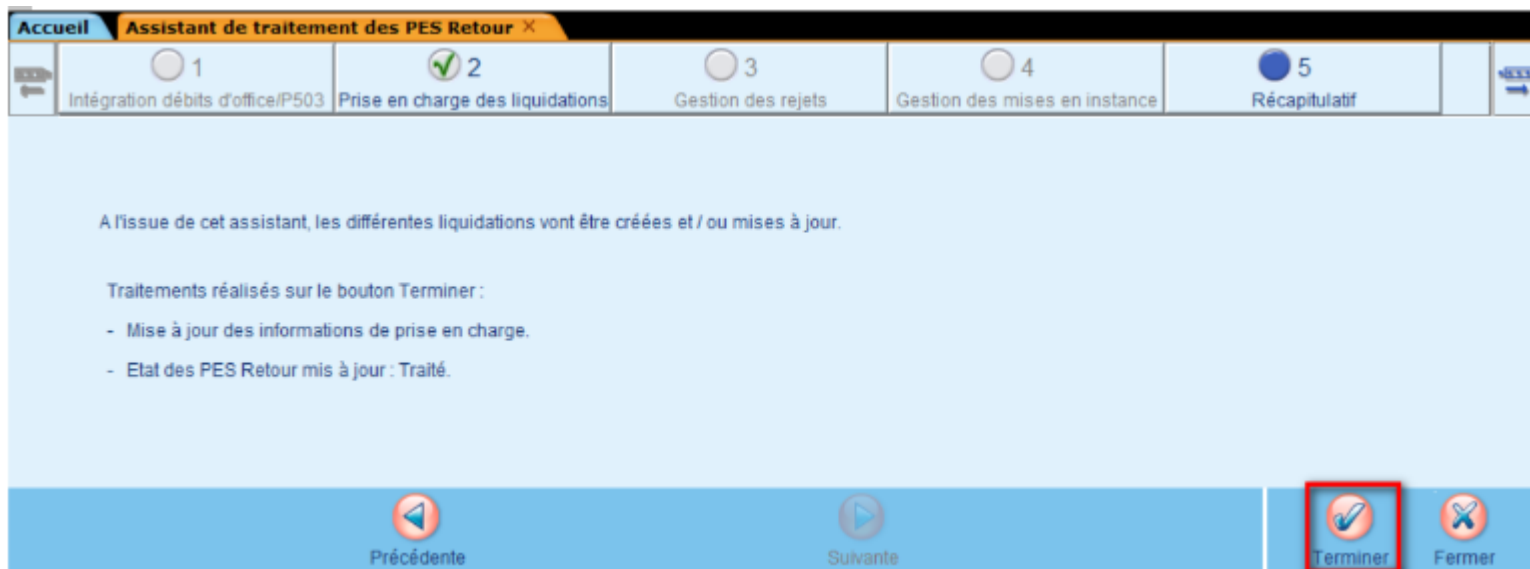 Accueil Assistant de traitement des PES Retour ×
1 2 3 4 5
Intégration débits d'office/P503 Prise en charge des liquidations Gestion des rejets Gestion des mises en instance Récapitulatif
A l'issue de cet assistant, les différentes liquidations vont être créées et / ou mises à jour.
Traitements réalisés sur le bouton Terminer :
- Mise à jour des informations de prise en charge.
- Etat des PES Retour mis à jour : Traité.
Précédente Suivante Terminer Fermer